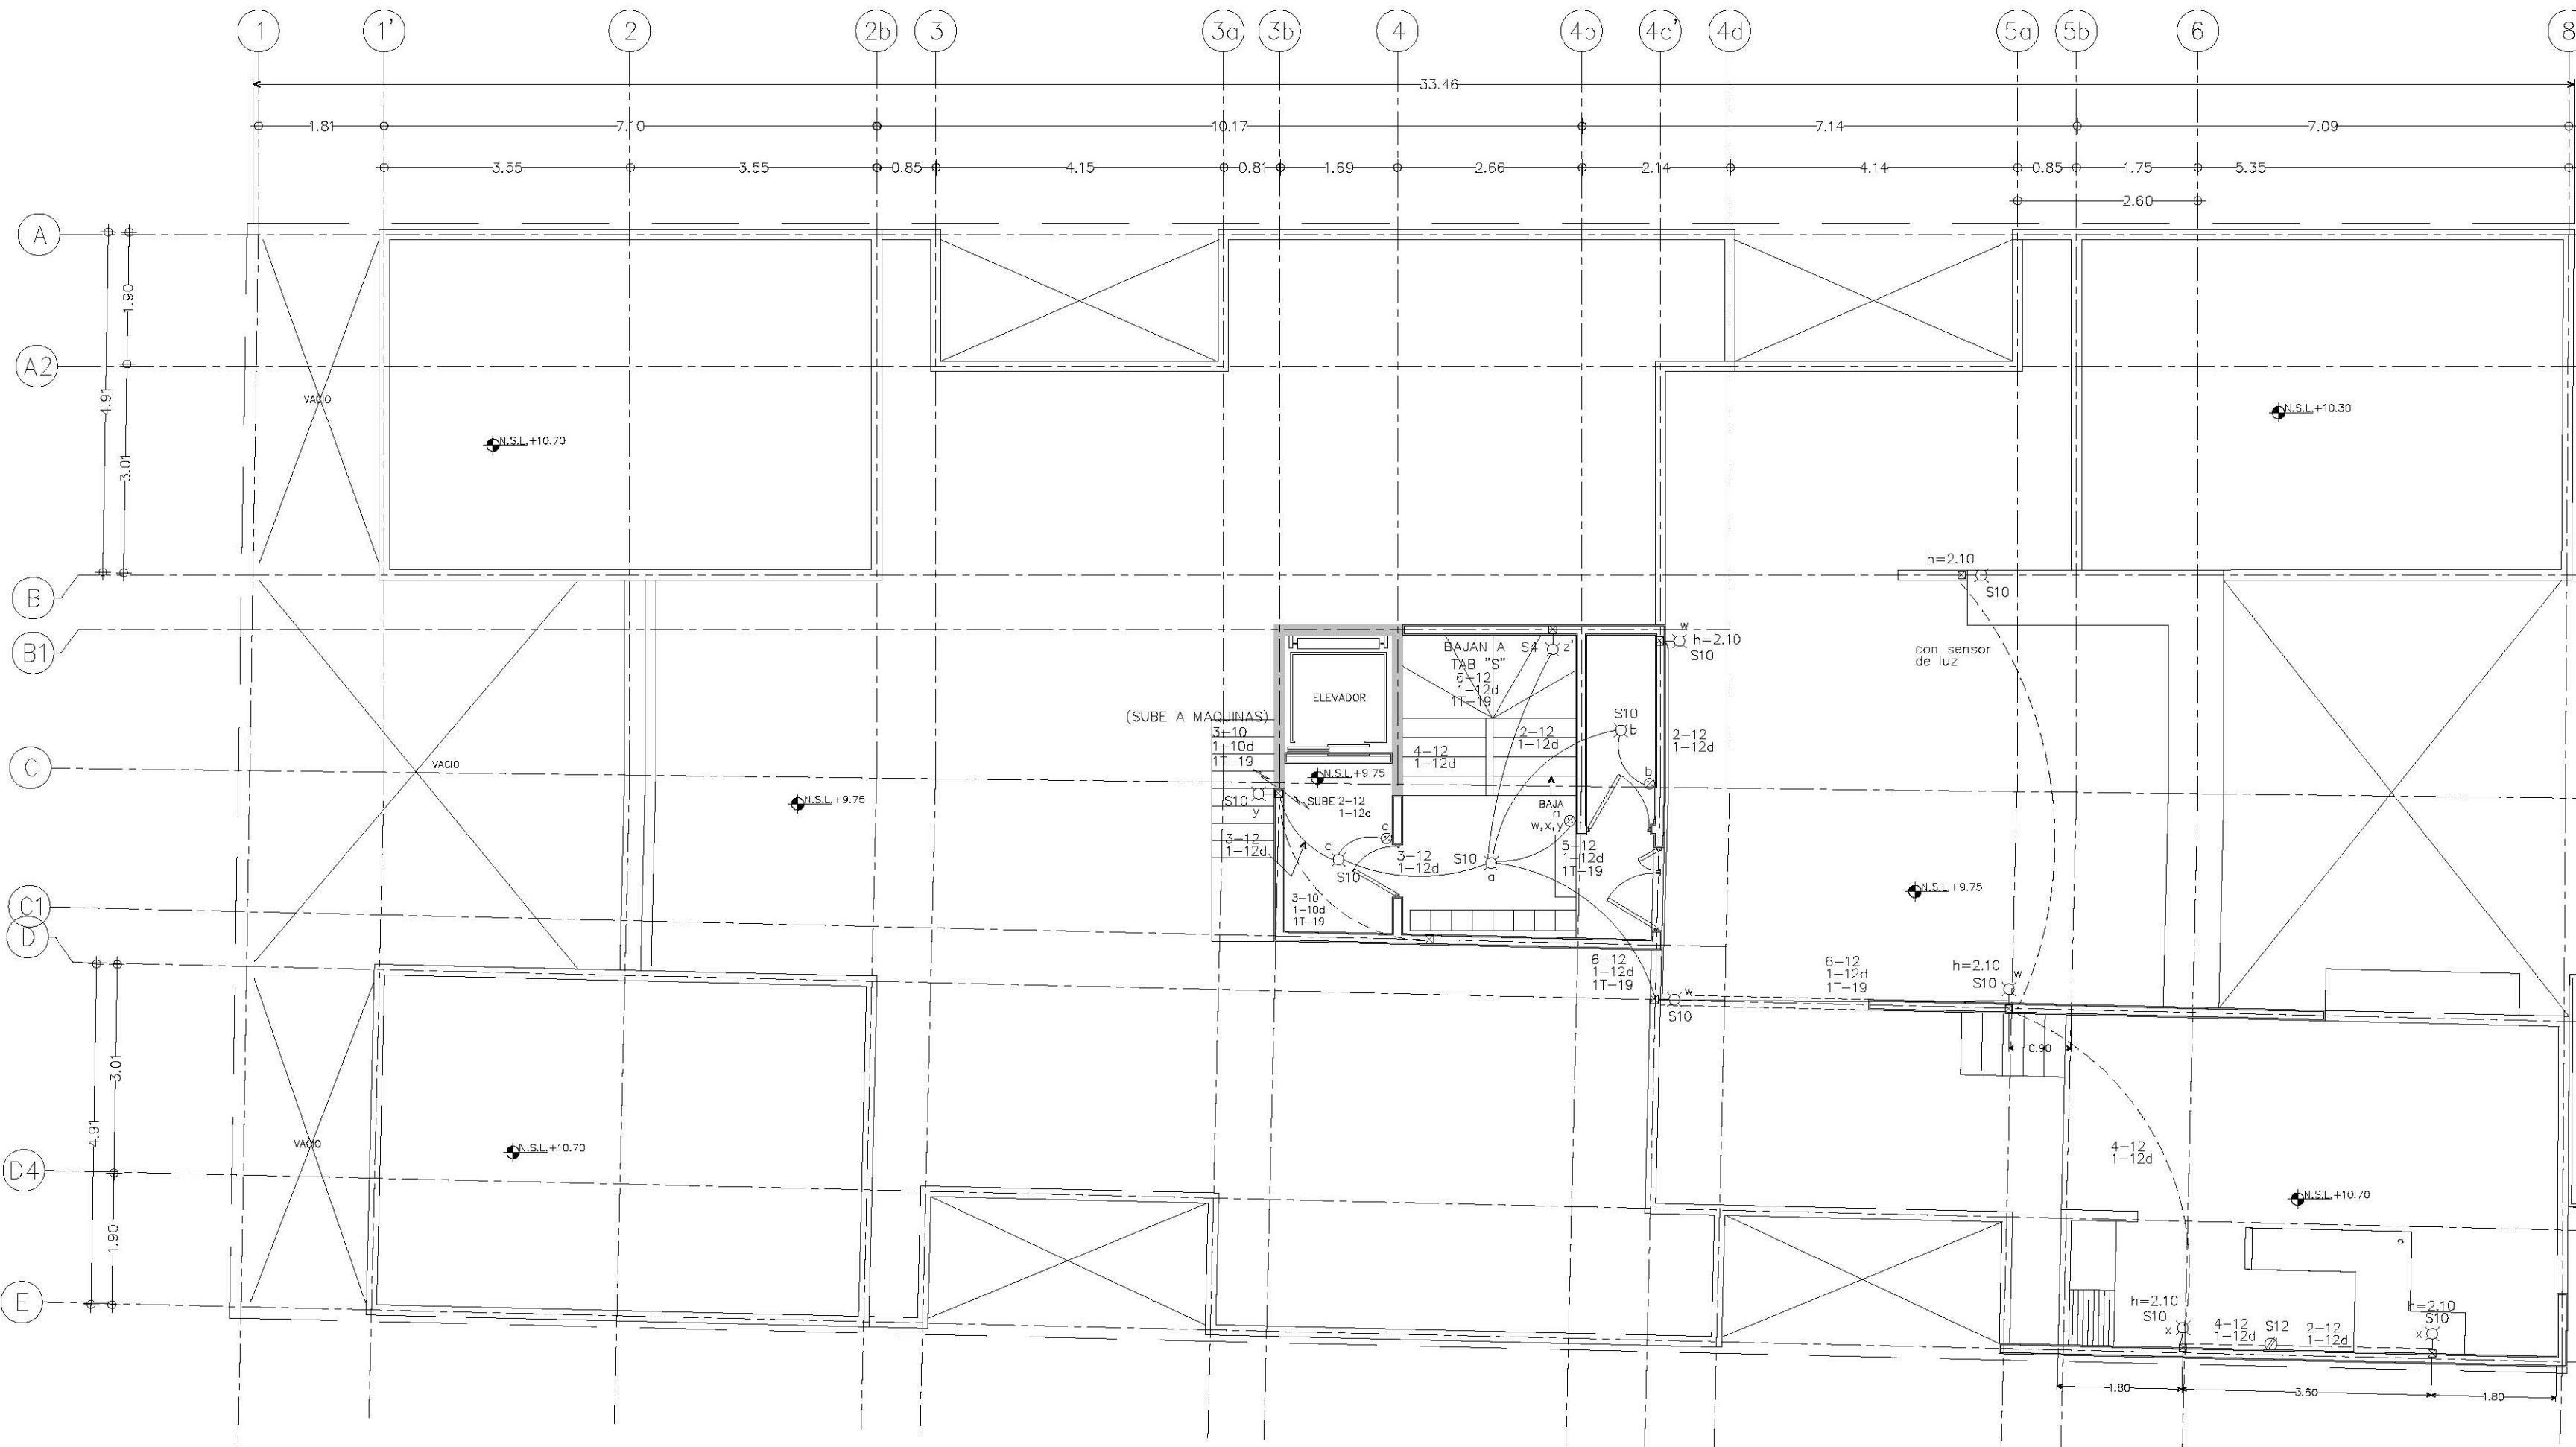 1 1' 2 2b 3 3a 3b 4 4b 4c' 4d 5a 5b 6 8
33.46
1.81 7.10 10.17 7.14 7.09
3.55 3.55 0.85 4.15 0.81 1.69 2.66 2.14 4.14 0.85 1.75 5.35
2.60
A
1.90
A2
4.91
VACIO
N.S.L.+10.30
N.S.L.+10.70
3.01
h=2.10
B
S10
B1
w
h=2.10
S10
BAJAN A
TAB "S"
6-12
1-12d
1T-19
S4
z'
con sensor
de luz
ELEVADOR
(SUBE A MAQUINAS)
3-10
1-10d
1T-19
S10
b
2-12
1-12d
2-12
1-12d
4-12
1-12d
C
VACIO
N.S.L.+9.75
N.S.L.+9.75
b
S10
y
SUBE
2-12
1-12d
BAJA
a
w,x,y
c
3-12
1-12d
c
S10
3-12
1-12d
S10
a
5-12
1-12d
1T-19
N.S.L.+9.75
3-10
1-10d
1T-19
C1
D
6-12
1-12d
1T-19
6-12
1-12d
1T-19
h=2.10
S10
w
w
S10
0.90
3.01
4.91
VACIO
N.S.L.+10.70
4-12
1-12d
D4
N.S.L.+10.70
1.90
E
h=2.10
S10
x
4-12
1-12d
S12
2-12
1-12d
h=2.10
S10
x
1.80 3.60 1.80